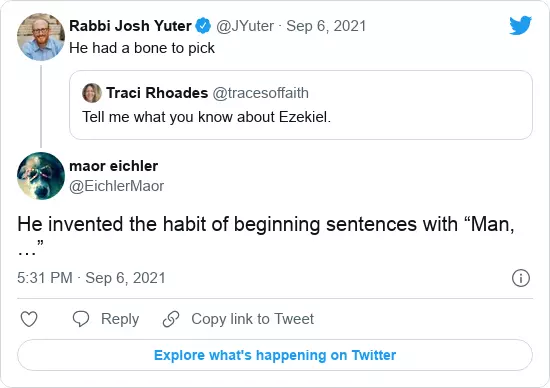 Rabbi Josh Yuter @JYuter · Sep 6, 2021
He had a bone to pick
Traci Rhoades @tracesoffaith
Tell me what you know about Ezekiel.
maor eichler
@EichlerMaor
He invented the habit of beginning sentences with “Man,
…”
5:31 PM · Sep 6, 2021
Reply Copy link to Tweet
Explore what's happening on Twitter